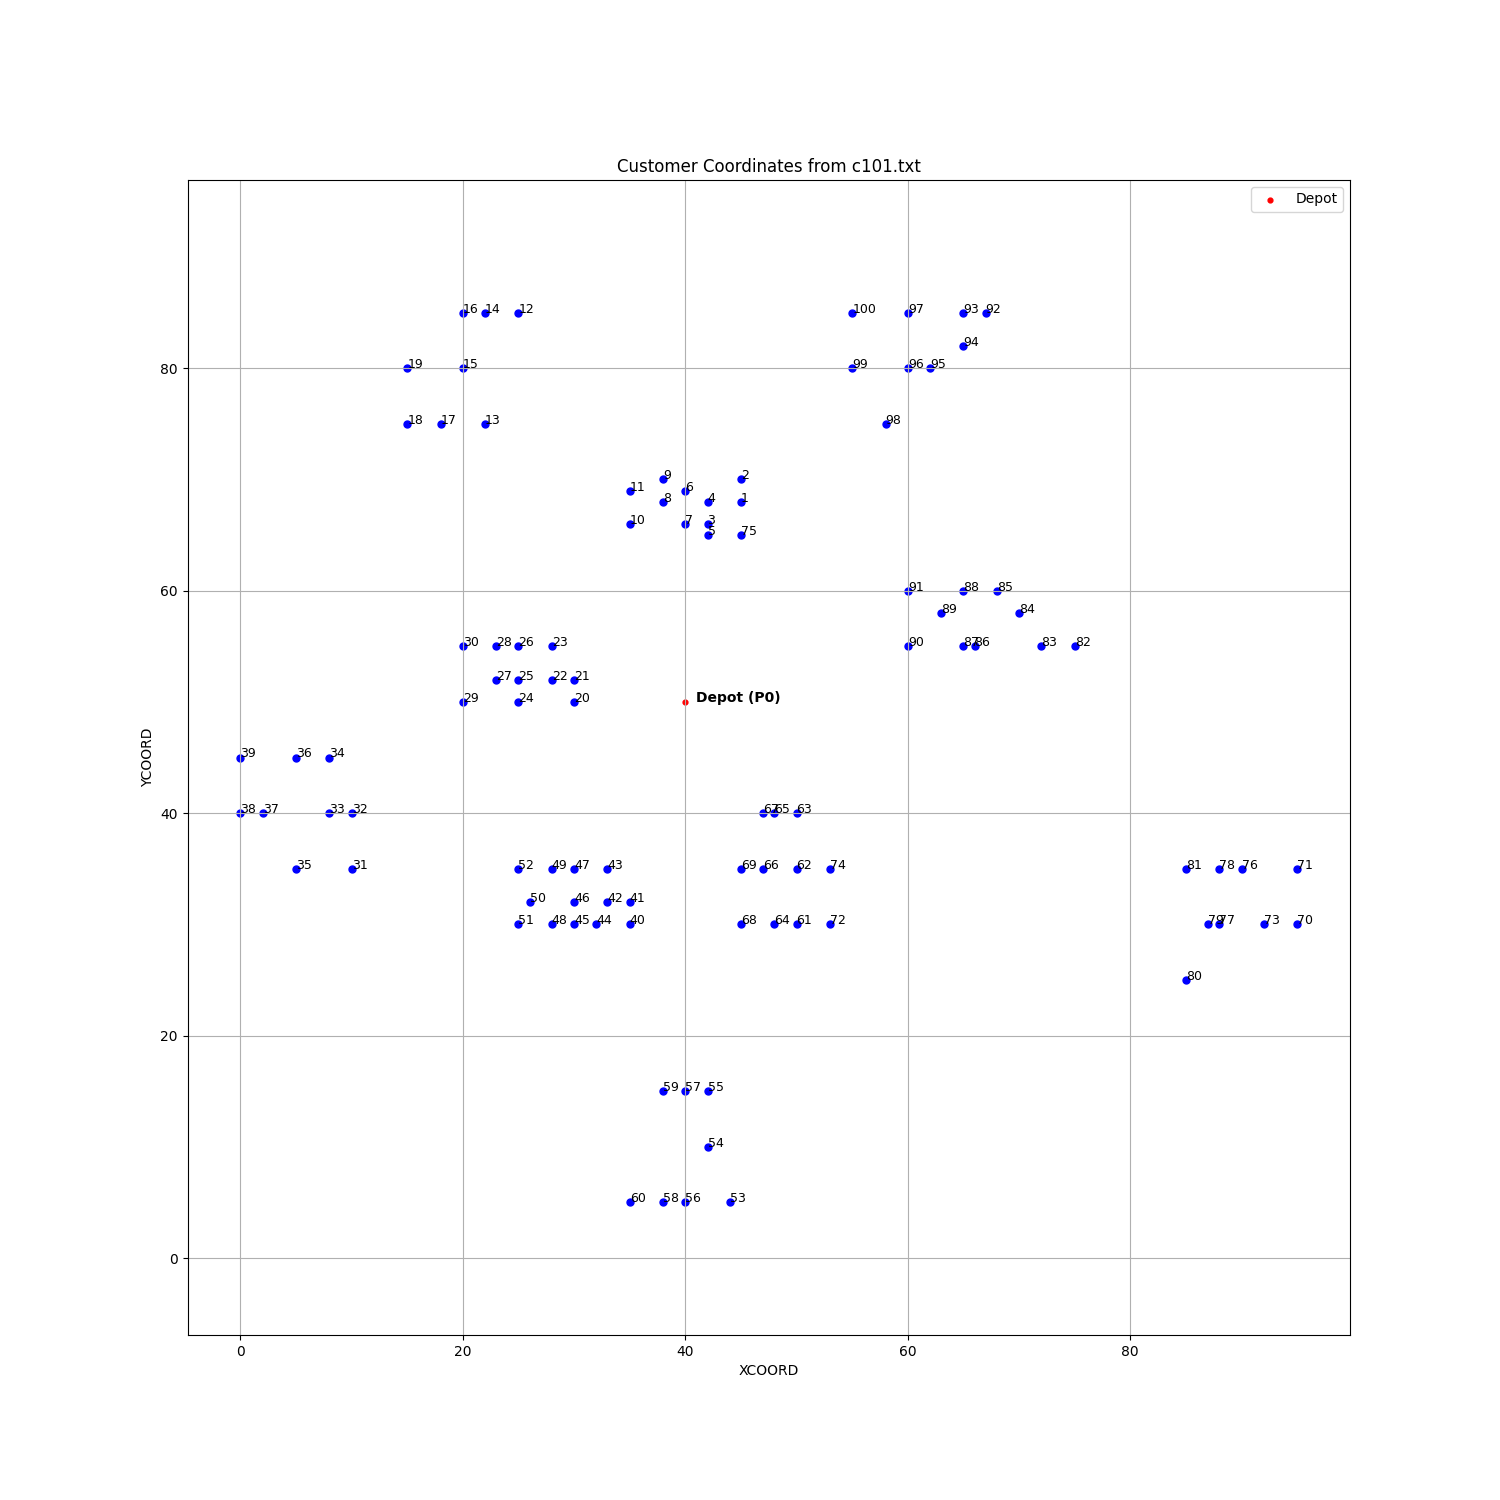 Customer Coordinates from c101.txt
Depot
16 14 12 100 97 93 92
94
80 19 15 99 96 95
18 17 13 98
9 2
11 6
8 4 1
10 7 3
5 75
60 91 88 85
89 84
30 28 26 23 90 87 86 83 82
27 25 22 21
29 24 20 Depot (P0)
39 36 34
YCOORD
40 38 37 33 32 67 65 63
35 31 52 49 47 43 69 66 62 74 81 78 76 71
50 46 42 41
51 48 45 44 40 68 64 61 72 79 77 73 70
80
20
59 57 55
54
60 58 56 53
0
0 20 40 60 80
XCOORD